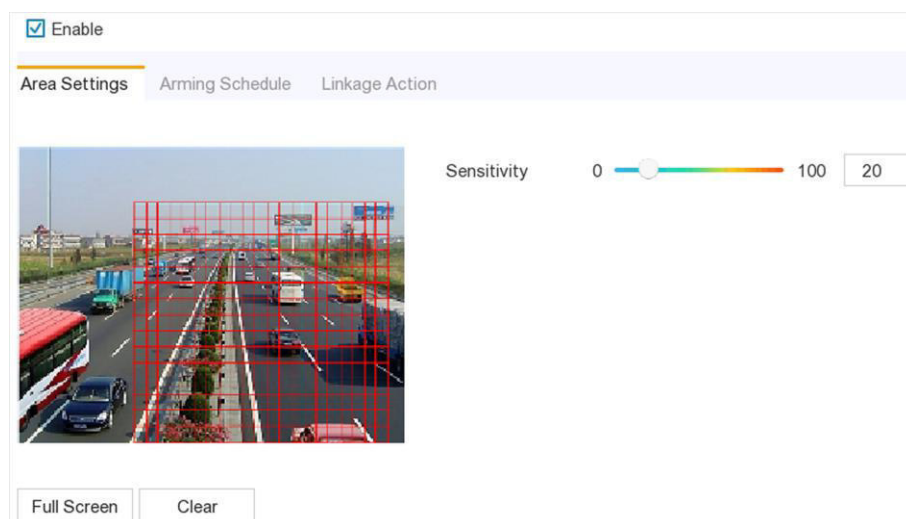 Enable
Area Settings Arming Schedule Linkage Action
Sensitivity 0 100 20
Full Screen Clear